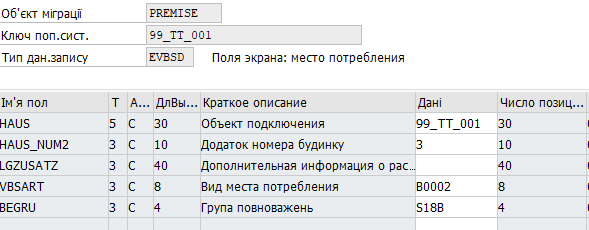 Об'єкт міграції PREMISE
Ключ поп.сист. 99_TT_001
Тип дан.запису EVBSD Поля экрана: место потребления
Ім'я пол Т А... ДлВы... Краткое описание Дані Число позиц...
HAUS 5 C 30 Объект подключения 99_TT_001 30
HAUS_NUM2 3 C 10 Додаток номера будинку 3 10
LGZUSATZ 3 C 40 Дополнительная информация о рас... 40
VBSART 3 C 8 Вид места потребления B0002 8
BEGRU 3 C 4 Група повноважень S18B 4